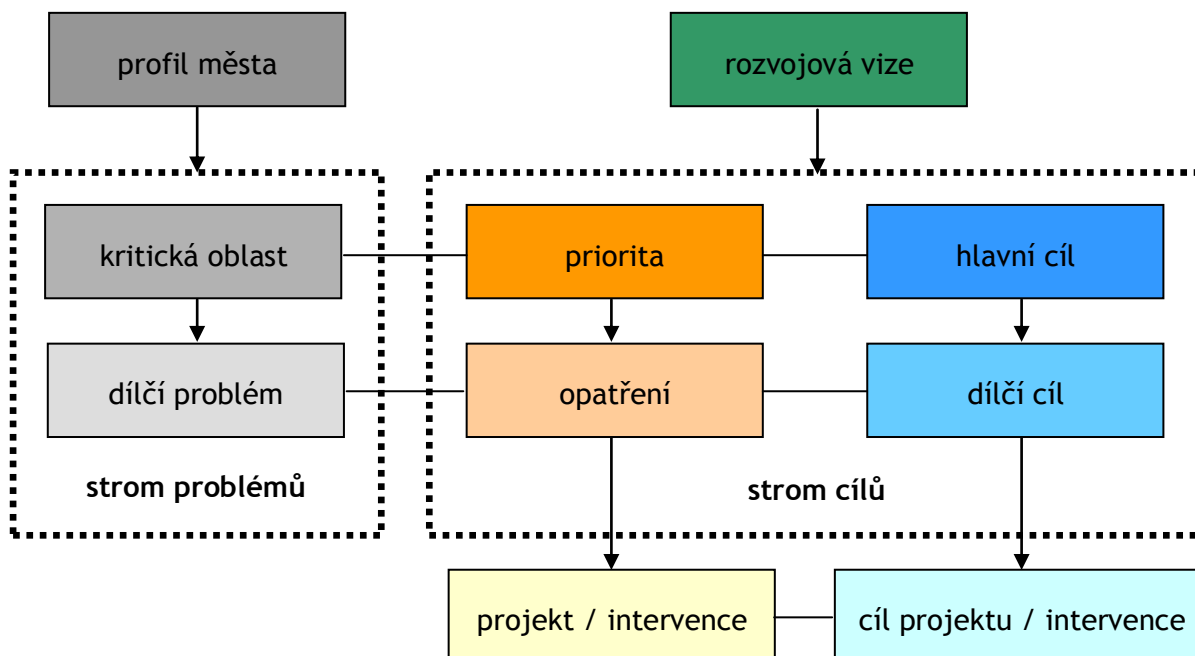 profil města
rozvojová vize
kritická oblast
priorita
hlavní cíl
dílčí problém
opatření
dílčí cíl
strom problémů
strom cílů
projekt / intervence
cíl projektu / intervence